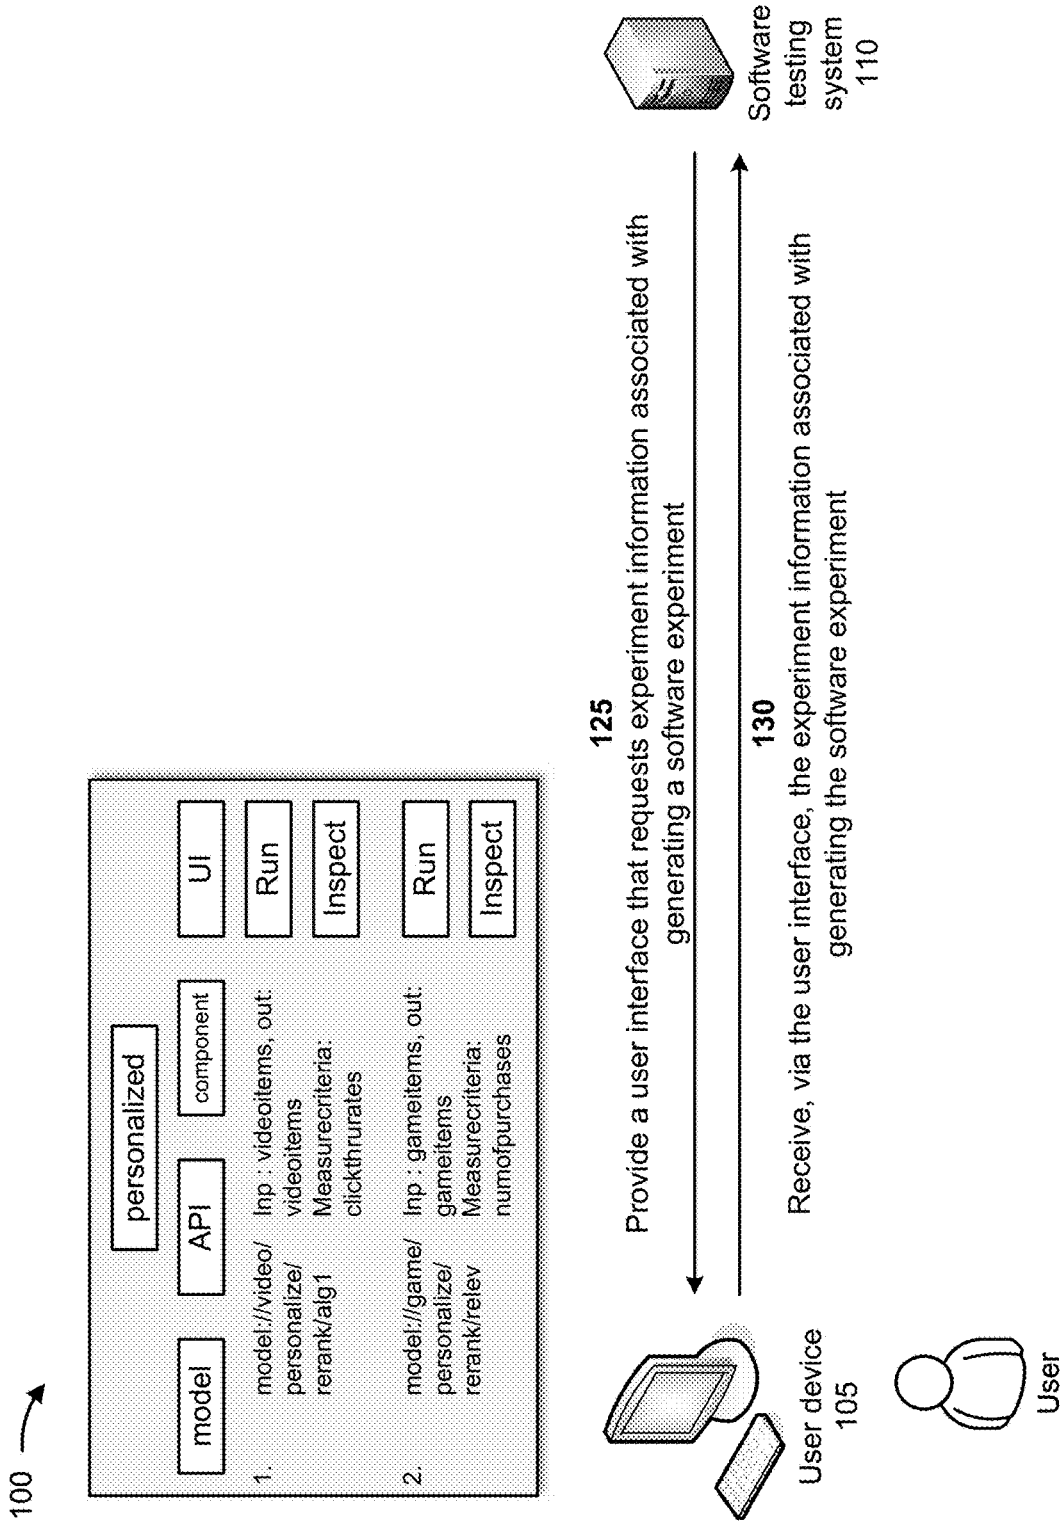 100
personalized
model
API
component
UI
1.
model://video/
personalize/
rerank/alg1
Inp : videoitems, out:
videoitems
Measurecriteria:
clickthrurates
Run
Inspect
2.
model://game/
personalize/
rerank/relev
Inp : gameitems, out:
gameitems
Measurecriteria:
numofpurchases
Run
Inspect
125
Provide a user interface that requests experiment information associated with
generating a software experiment
130
Receive, via the user interface, the experiment information associated with
generating the software experiment
User device
105
User
Software
testing
system
110